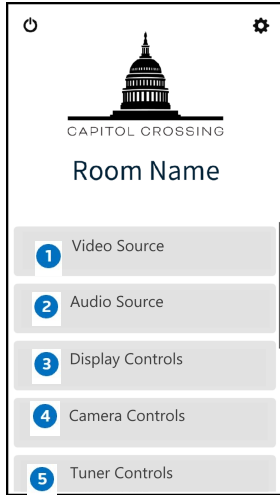 CAPITOL CROSSING
Room Name
1 Video Source
2 Audio Source
3 Display Controls
4 Camera Controls
5 Tuner Controls